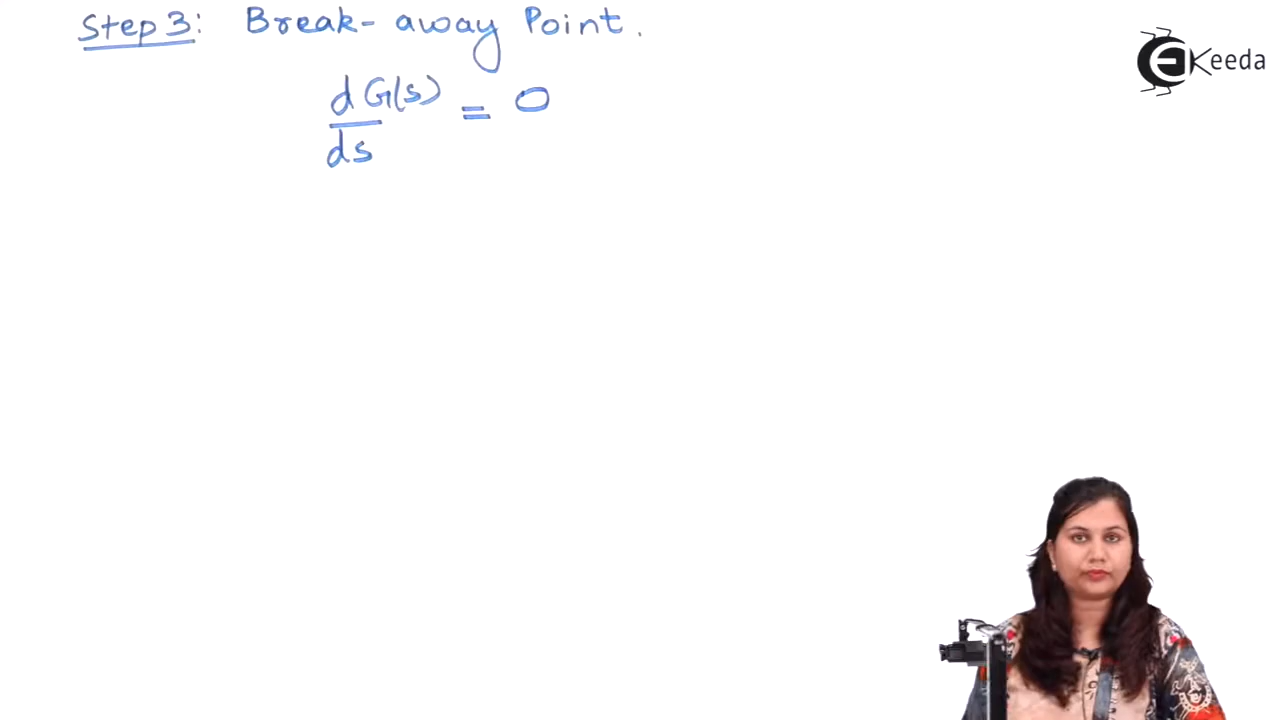 Step 3: Break-away Point.
d G(s) = 0
ds
EKeeda